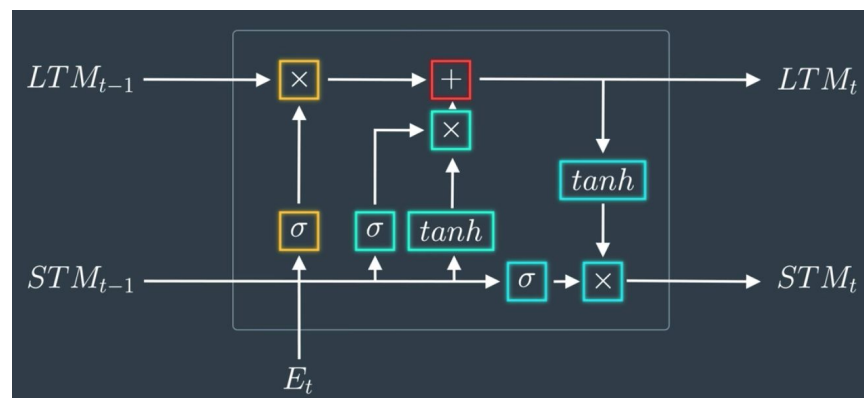 LTM_{t-1} × + LTM_t
×
tanh
σ σ tanh
STM_{t-1} σ × STM_t
E_t